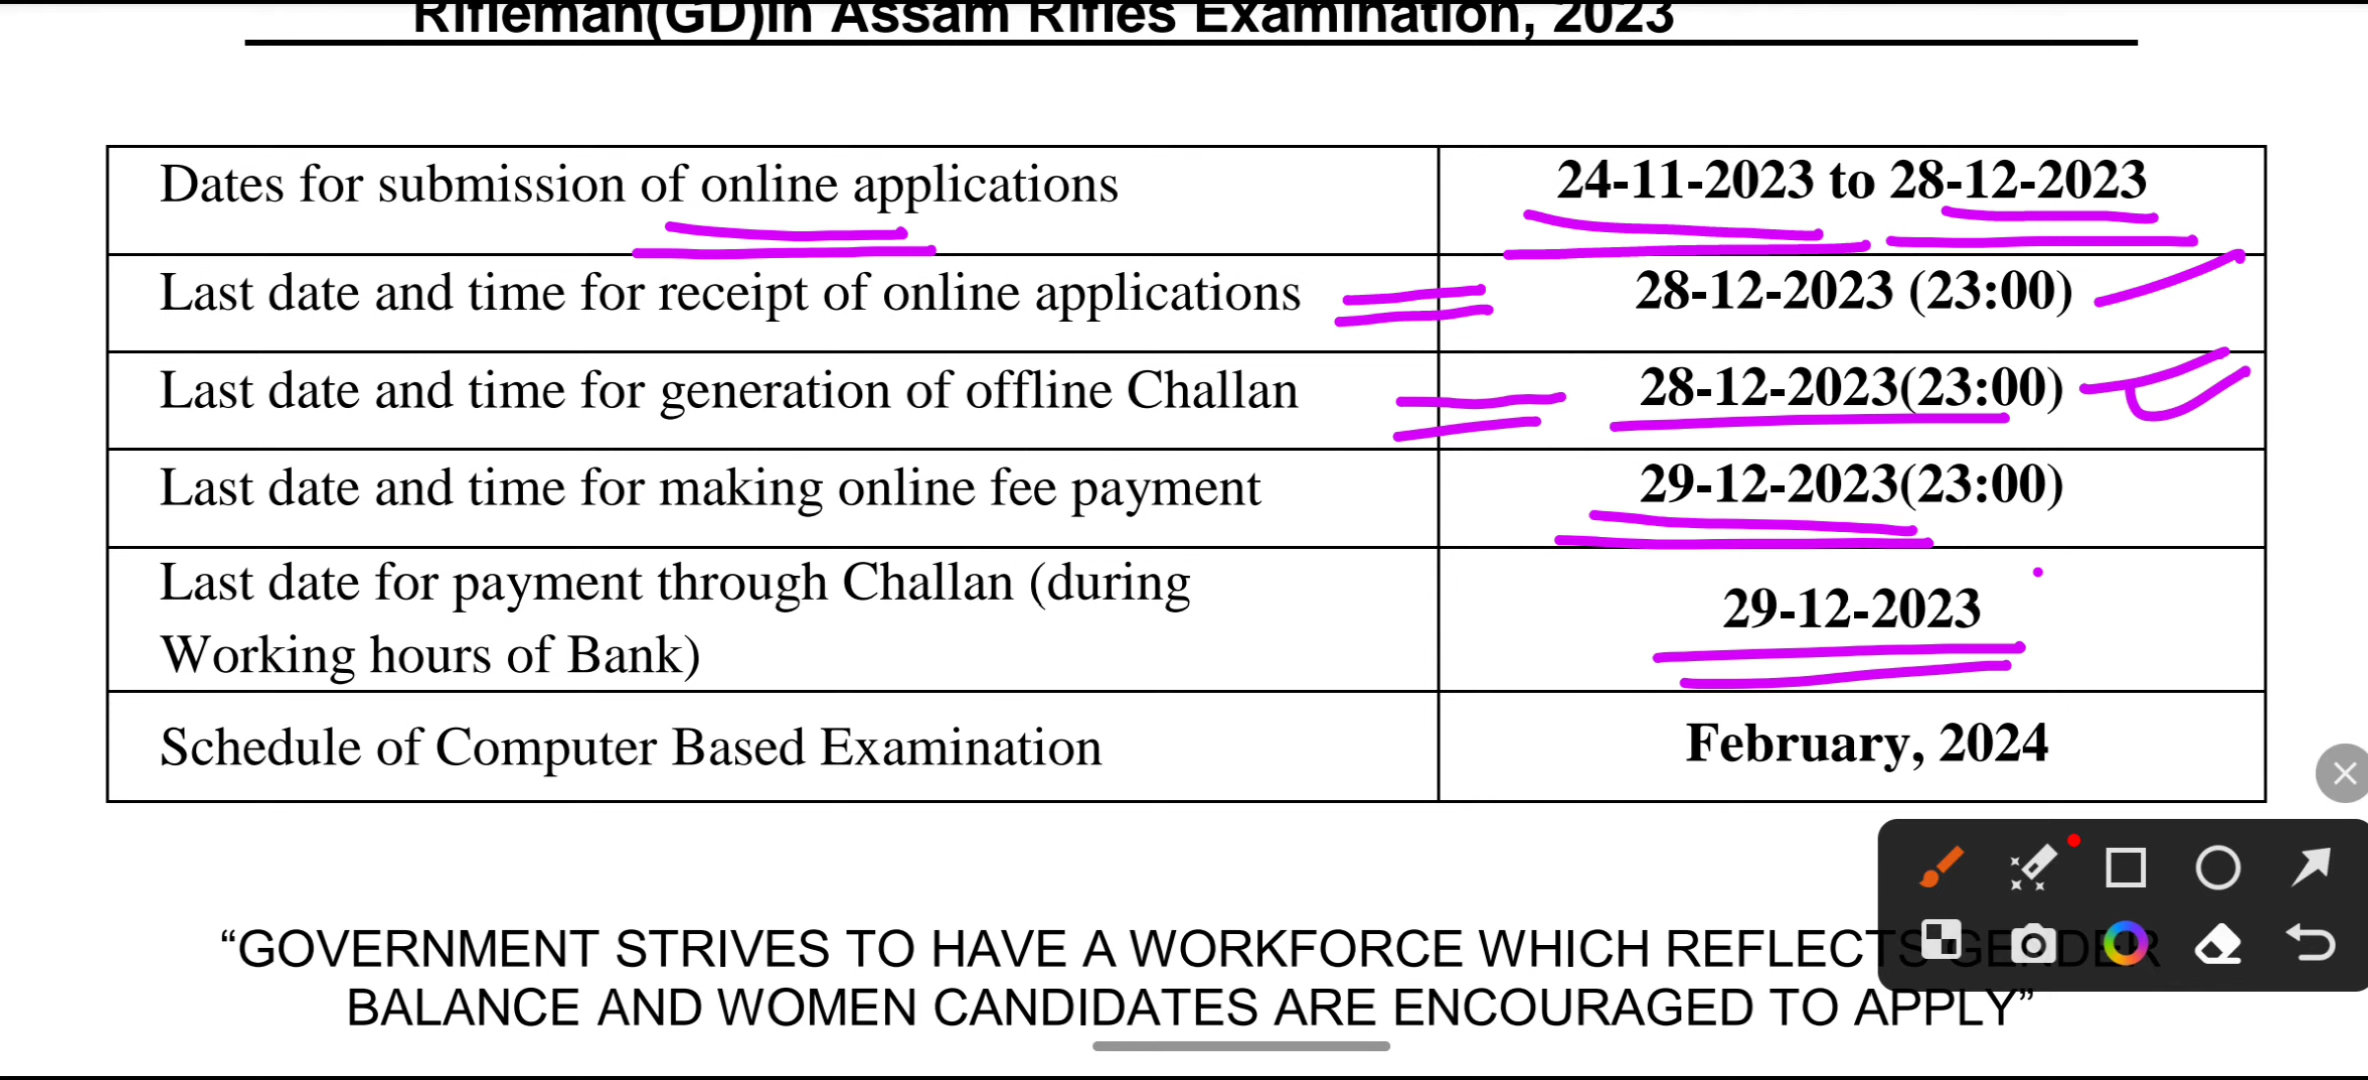 Rifleman(GD)in Assam Rifles Examination, 2023
Dates for submission of online applications
24-11-2023 to 28-12-2023
Last date and time for receipt of online applications
28-12-2023 (23:00)
Last date and time for generation of offline Challan
28-12-2023(23:00)
Last date and time for making online fee payment
29-12-2023(23:00)
Last date for payment through Challan (during
Working hours of Bank)
29-12-2023
Schedule of Computer Based Examination
February, 2024
“GOVERNMENT STRIVES TO HAVE A WORKFORCE WHICH REFLECTS GENDER
BALANCE AND WOMEN CANDIDATES ARE ENCOURAGED TO APPLY”